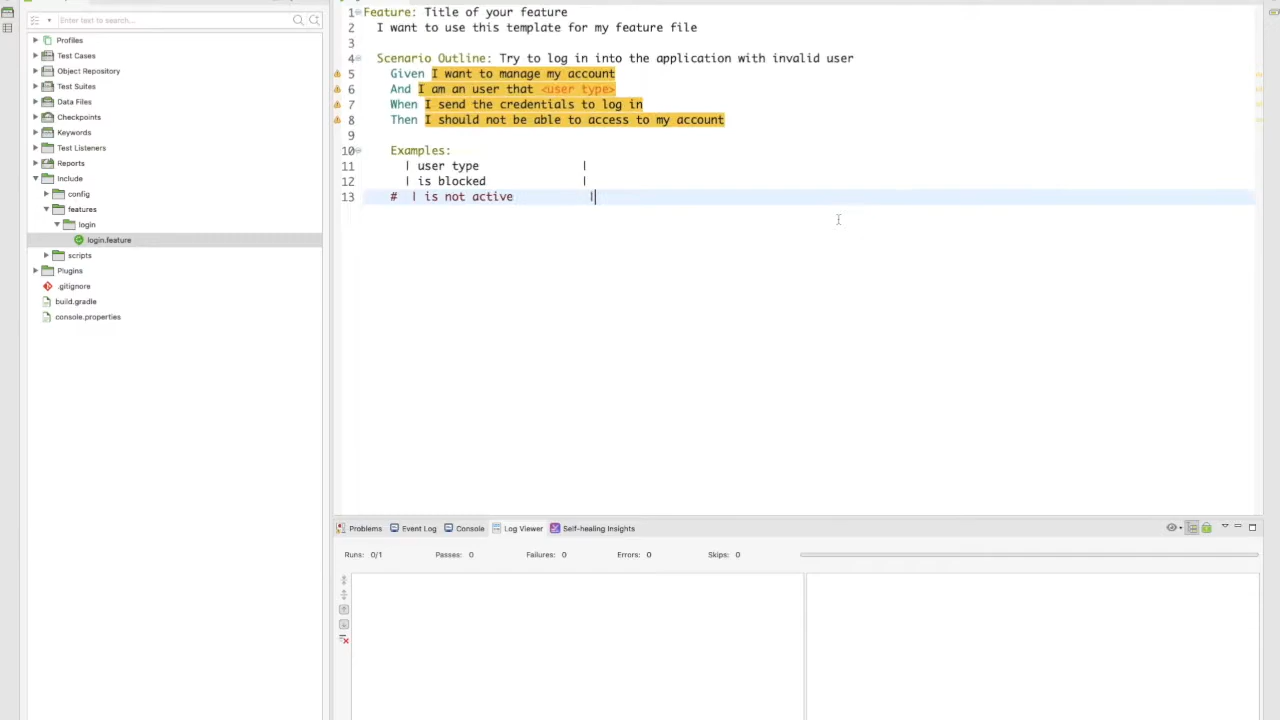 Enter text to search...
Profiles
Test Cases
Object Repository
Test Suites
Data Files
Checkpoints
Keywords
Test Listeners
Reports
Include
config
features
login
login.feature
scripts
Plugins
.gitignore
build.gradle
console.properties
1 Feature: Title of your feature
2 I want to use this template for my feature file
3
4 Scenario Outline: Try to log in into the application with invalid user
5 Given I want to manage my account
6 And I am an user that <user type>
7 When I send the credentials to log in
8 Then I should not be able to access to my account
9
10 Examples:
11 | user type |
12 | is blocked |
13 # | is not active |
Problems Event Log Console Log Viewer Self-healing Insights
Runs: 0/1 Passes: 0 Failures: 0 Errors: 0 Skips: 0